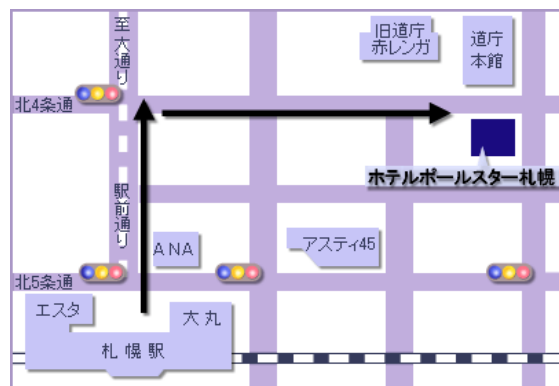 至大通り
旧道庁
赤レンガ
道庁
本館
北4条通
ホテルポールスター札幌
駅前通り
ANA
アスティ45
北5条通
エスタ
大丸
札幌駅